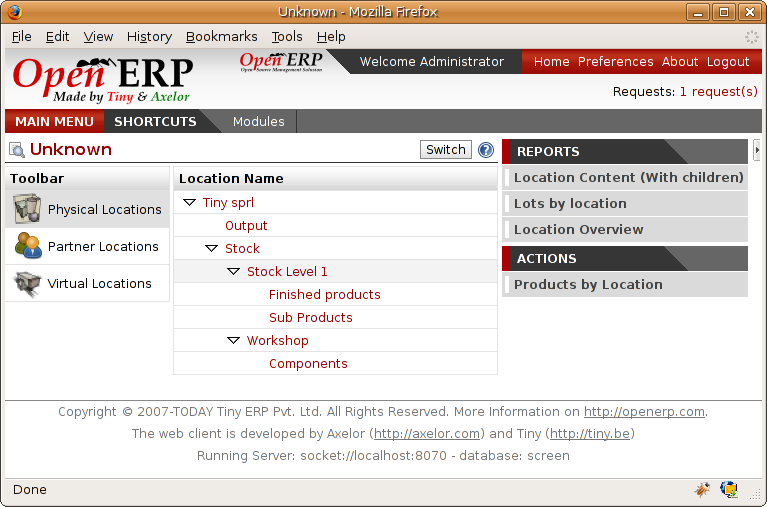 Unknown - Mozilla Firefox
File Edit View History Bookmarks Tools Help
Open ERP
Made by Tiny & Axelor
Open ERP
Open Source Management Solution
Welcome Administrator
Home Preferences About Logout
Requests: 1 request(s)
MAIN MENU SHORTCUTS Modules
Unknown
Switch
?
Toolbar
Physical Locations
Partner Locations
Virtual Locations
Location Name
Tiny sprl
Output
Stock
Stock Level 1
Finished products
Sub Products
Workshop
Components
REPORTS
Location Content (With children)
Lots by location
Location Overview
ACTIONS
Products by Location
Copyright © 2007-TODAY Tiny ERP Pvt. Ltd. All Rights Reserved. More Information on http://openerp.com.
The web client is developed by Axelor (http://axelor.com) and Tiny (http://tiny.be)
Running Server: socket://localhost:8070 - database: screen
Done